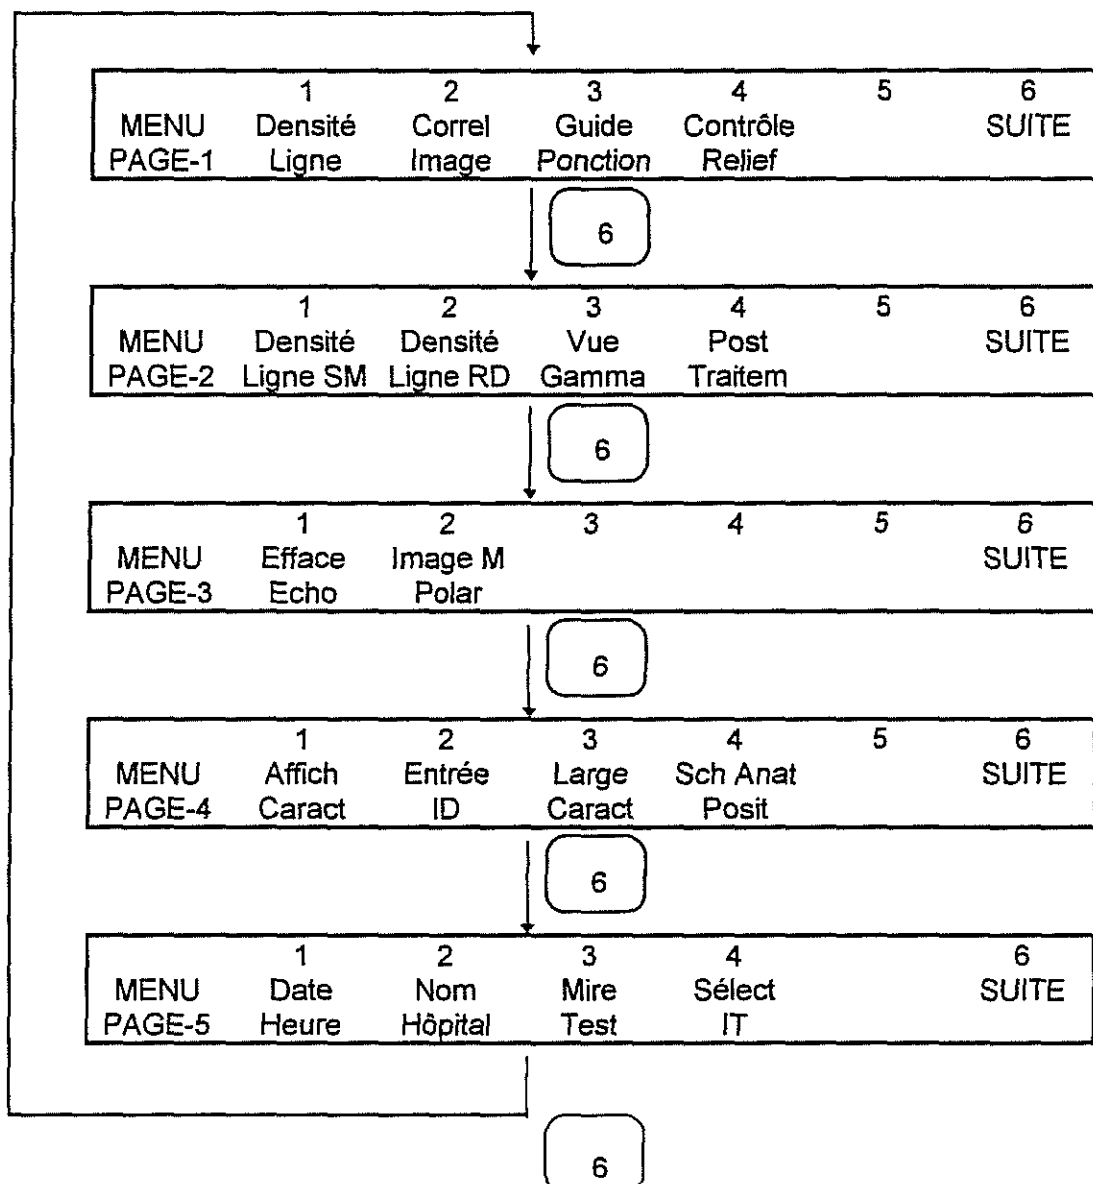 1 2 3 4 5 6
MENU Densité Correl Guide Contrôle SUITE
PAGE-1 Ligne Image Ponction Relief
6
1 2 3 4 5 6
MENU Densité Densité Vue Post SUITE
PAGE-2 Ligne SM Ligne RD Gamma Traitem
6
1 2 3 4 5 6
MENU Efface Image M SUITE
PAGE-3 Echo Polar
6
1 2 3 4 5 6
MENU Affich Entrée Large Sch Anat SUITE
PAGE-4 Caract ID Caract Posit
6
1 2 3 4 6
MENU Date Nom Mire Sélect SUITE
PAGE-5 Heure Hôpital Test IT
6